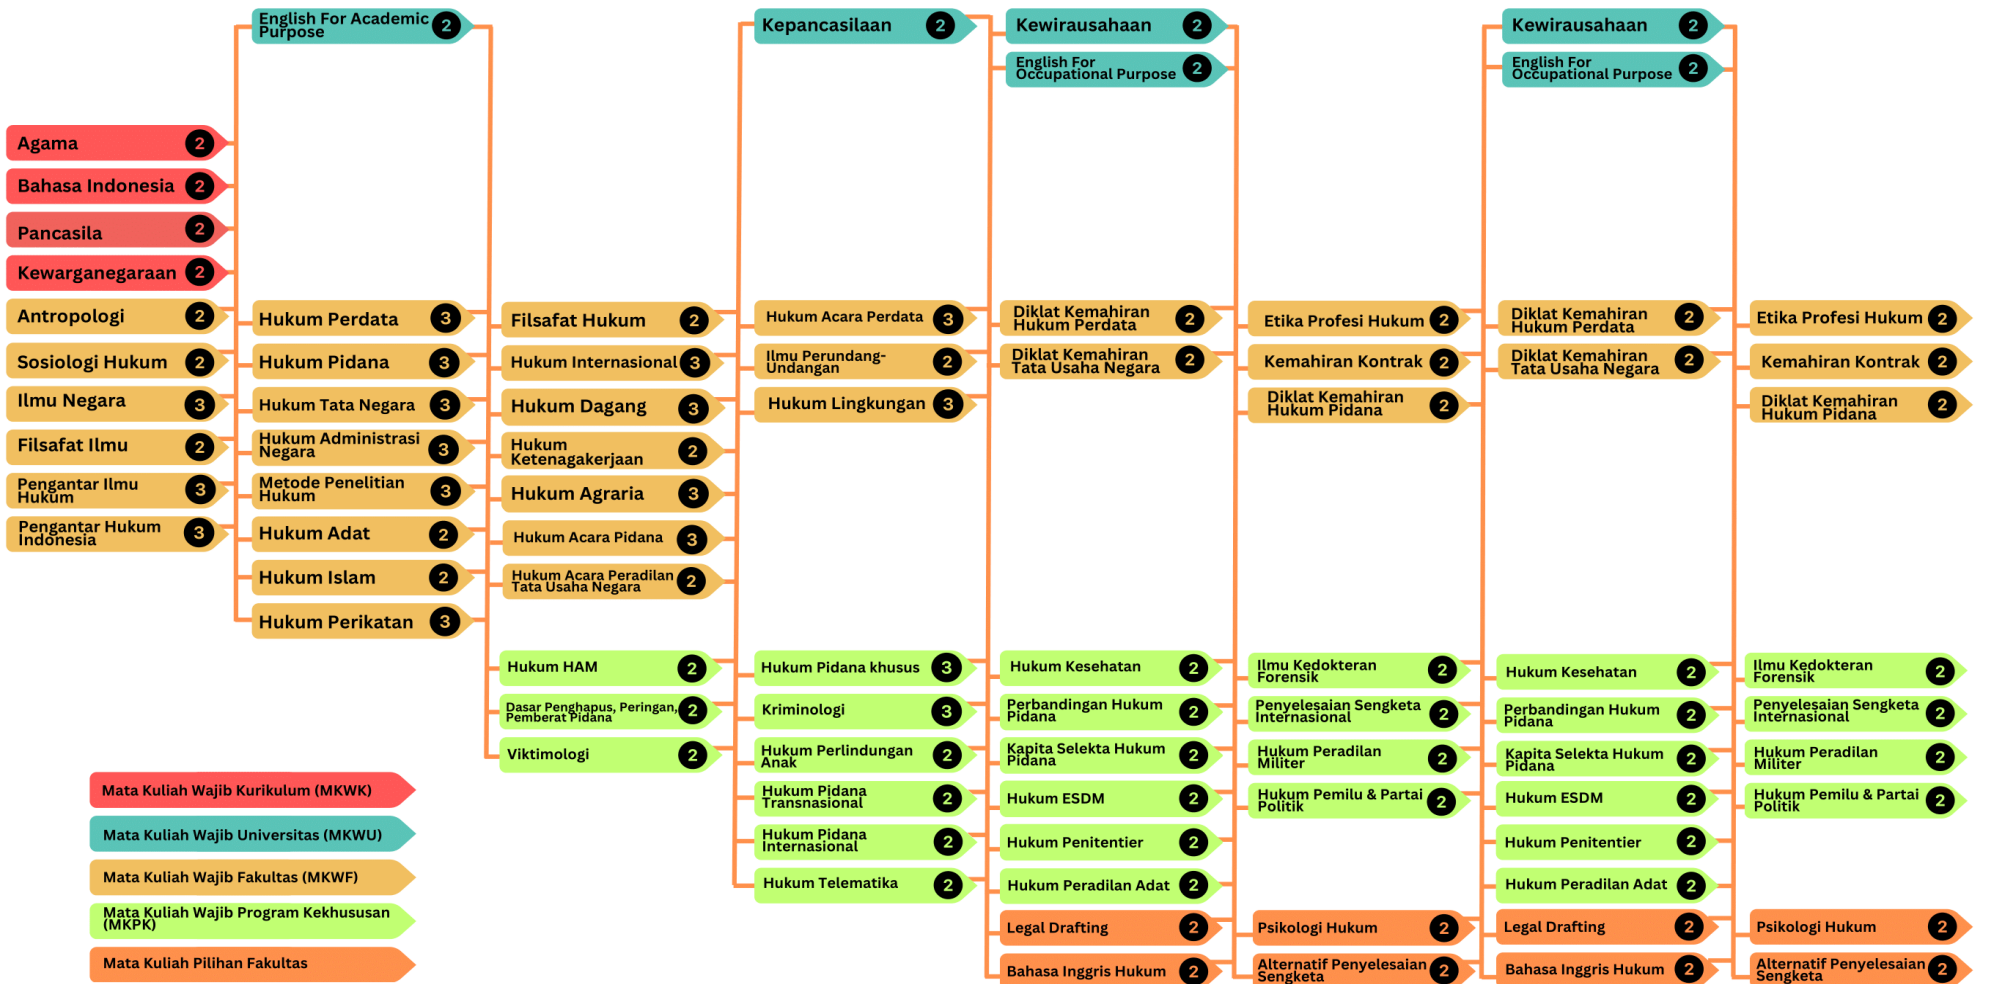 Agama 2
Bahasa Indonesia 2
Pancasila 2
Kewarganegaraan 2
Antropologi 2
Sosiologi Hukum 2
Ilmu Negara 3
Filsafat Ilmu 2
Pengantar Ilmu
Hukum 3
Pengantar Hukum
Indonesia 3
English For Academic
Purpose 2
Hukum Perdata 3
Hukum Pidana 3
Hukum Tata Negara 3
Hukum Administrasi
Negara 3
Metode Penelitian
Hukum 3
Hukum Adat 2
Hukum Islam 2
Hukum Perikatan 3
Filsafat Hukum 2
Hukum Internasional 3
Hukum Dagang 3
Hukum
Ketenagakerjaan 2
Hukum Agraria 3
Hukum Acara Pidana 3
Hukum Acara Peradilan
Tata Usaha Negara 2
Hukum HAM 2
Dasar Penghapus, Peringan,
Pemberat Pidana 2
Viktimologi 2
Kepancasilaan 2
Hukum Acara Perdata 3
Ilmu Perundang-
Undangan 2
Hukum Lingkungan 3
Hukum Pidana khusus 3
Kriminologi 3
Hukum Perlindungan
Anak 2
Hukum Pidana
Transnasional 2
Hukum Pidana
Internasional 2
Hukum Telematika 2
Kewirausahaan 2
English For
Occupational Purpose 2
Diklat Kemahiran
Hukum Perdata 2
Diklat Kemahiran
Tata Usaha Negara 2
Hukum Kesehatan 2
Perbandingan Hukum
Pidana 2
Kapita Selekta Hukum
Pidana 2
Hukum ESDM 2
Hukum Penitentier 2
Hukum Peradilan Adat 2
Legal Drafting 2
Bahasa Inggris Hukum 2
Etika Profesi Hukum 2
Kemahiran Kontrak 2
Diklat Kemahiran
Hukum Pidana 2
Ilmu Kedokteran
Forensik 2
Penyelesaian Sengketa
Internasional 2
Hukum Peradilan
Militer 2
Hukum Pemilu & Partai
Politik 2
Psikologi Hukum 2
Alternatif Penyelesaian
Sengketa 2
Kewirausahaan 2
English For
Occupational Purpose 2
Diklat Kemahiran
Hukum Perdata 2
Diklat Kemahiran
Tata Usaha Negara 2
Hukum Kesehatan 2
Perbandingan Hukum
Pidana 2
Kapita Selekta Hukum
Pidana 2
Hukum ESDM 2
Hukum Penitentier 2
Hukum Peradilan Adat 2
Legal Drafting 2
Bahasa Inggris Hukum 2
Etika Profesi Hukum 2
Kemahiran Kontrak 2
Diklat Kemahiran
Hukum Pidana 2
Ilmu Kedokteran
Forensik 2
Penyelesaian Sengketa
Internasional 2
Hukum Peradilan
Militer 2
Hukum Pemilu & Partai
Politik 2
Psikologi Hukum 2
Alternatif Penyelesaian
Sengketa 2
Mata Kuliah Wajib Kurikulum (MKWK)
Mata Kuliah Wajib Universitas (MKWU)
Mata Kuliah Wajib Fakultas (MKWF)
Mata Kuliah Wajib Program Kekhususan
(MKPK)
Mata Kuliah Pilihan Fakultas